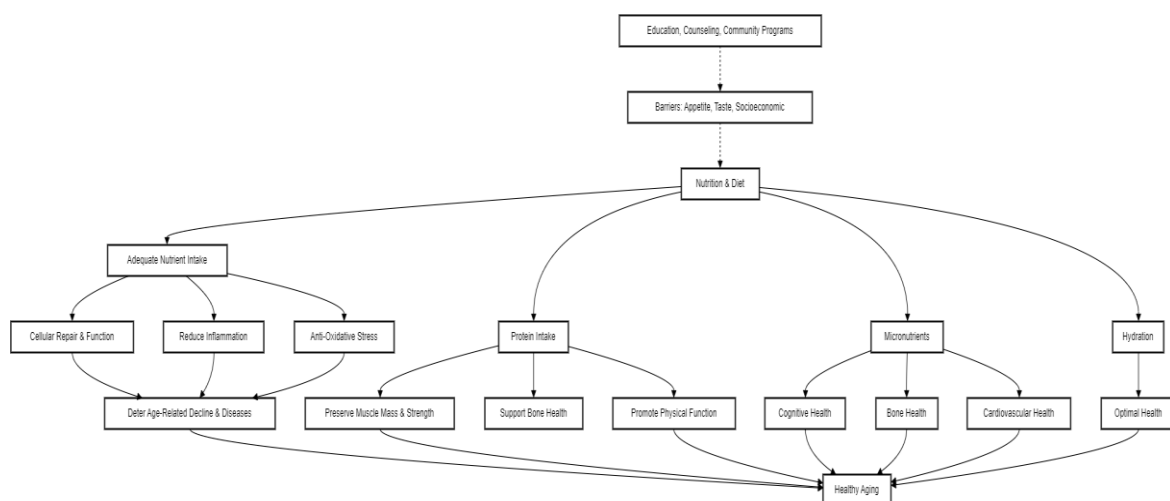 Education, Counseling, Community Programs
Barriers: Appetite, Taste, Socioeconomic
Nutrition & Diet
Adequate Nutrient Intake
Cellular Repair & Function
Reduce Inflammation
Anti-Oxidative Stress
Protein Intake
Micronutrients
Hydration
Deter Age-Related Decline & Diseases
Preserve Muscle Mass & Strength
Support Bone Health
Promote Physical Function
Cognitive Health
Bone Health
Cardiovascular Health
Optimal Health
Healthy Aging